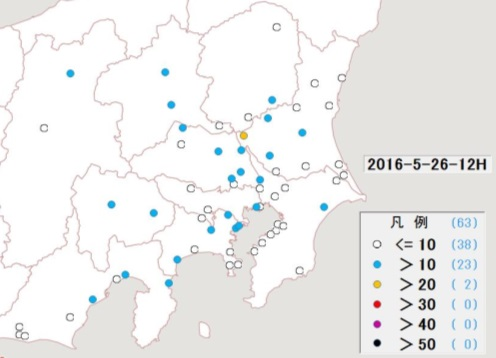 2016-5-26-12H
凡 例 (63)
<= 10 (38)
> 10 (23)
> 20 ( 2)
> 30 ( 0)
> 40 ( 0)
> 50 ( 0)